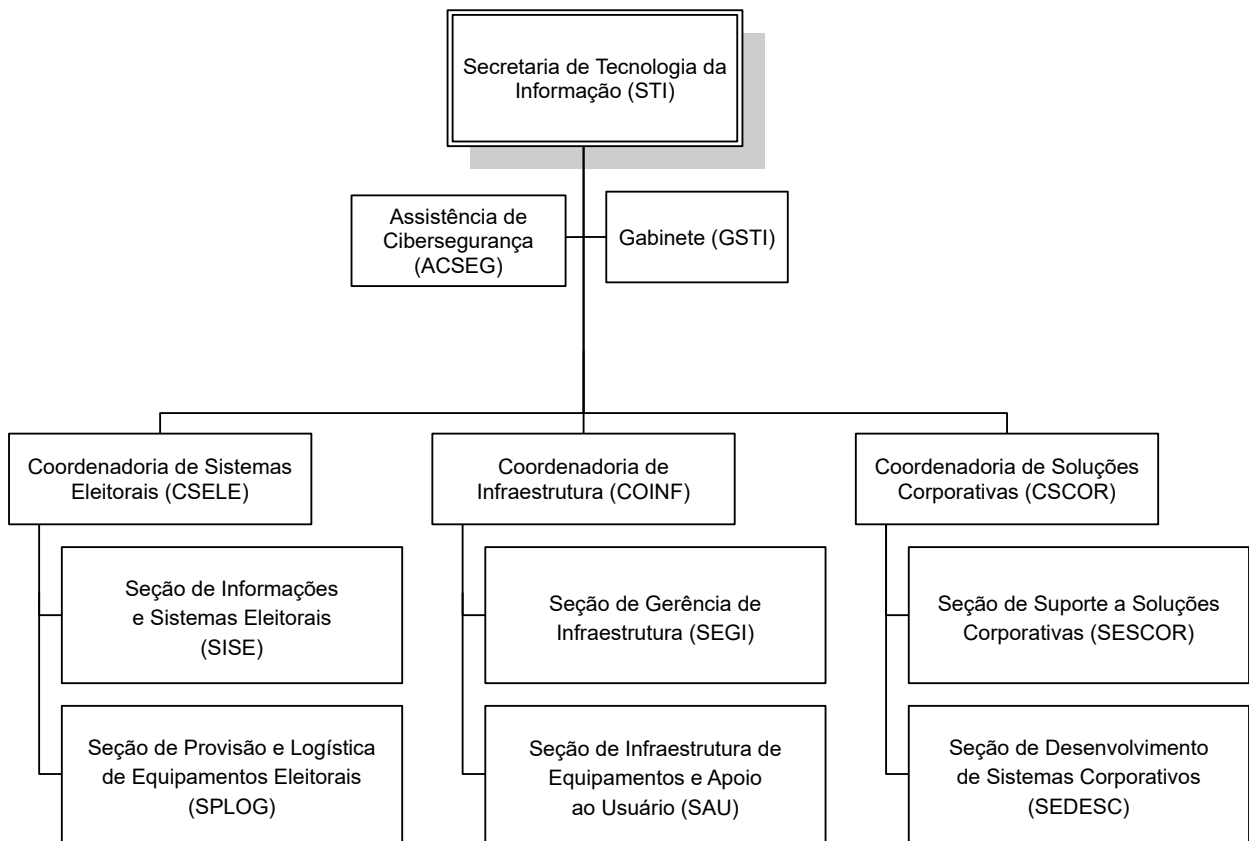 Secretaria de Tecnologia da
Informação (STI)
Assistência de
Cibersegurança
(ACSEG)
Gabinete (GSTI)
Coordenadoria de Sistemas
Eleitorais (CSELE)
Coordenadoria de
Infraestrutura (COINF)
Coordenadoria de Soluções
Corporativas (CSCOR)
Seção de Informações
e Sistemas Eleitorais
(SISE)
Seção de Gerência de
Infraestrutura (SEGI)
Seção de Suporte a Soluções
Corporativas (SESCOR)
Seção de Provisão e Logística
de Equipamentos Eleitorais
(SPLOG)
Seção de Infraestrutura de
Equipamentos e Apoio
ao Usuário (SAU)
Seção de Desenvolvimento
de Sistemas Corporativos
(SEDESC)